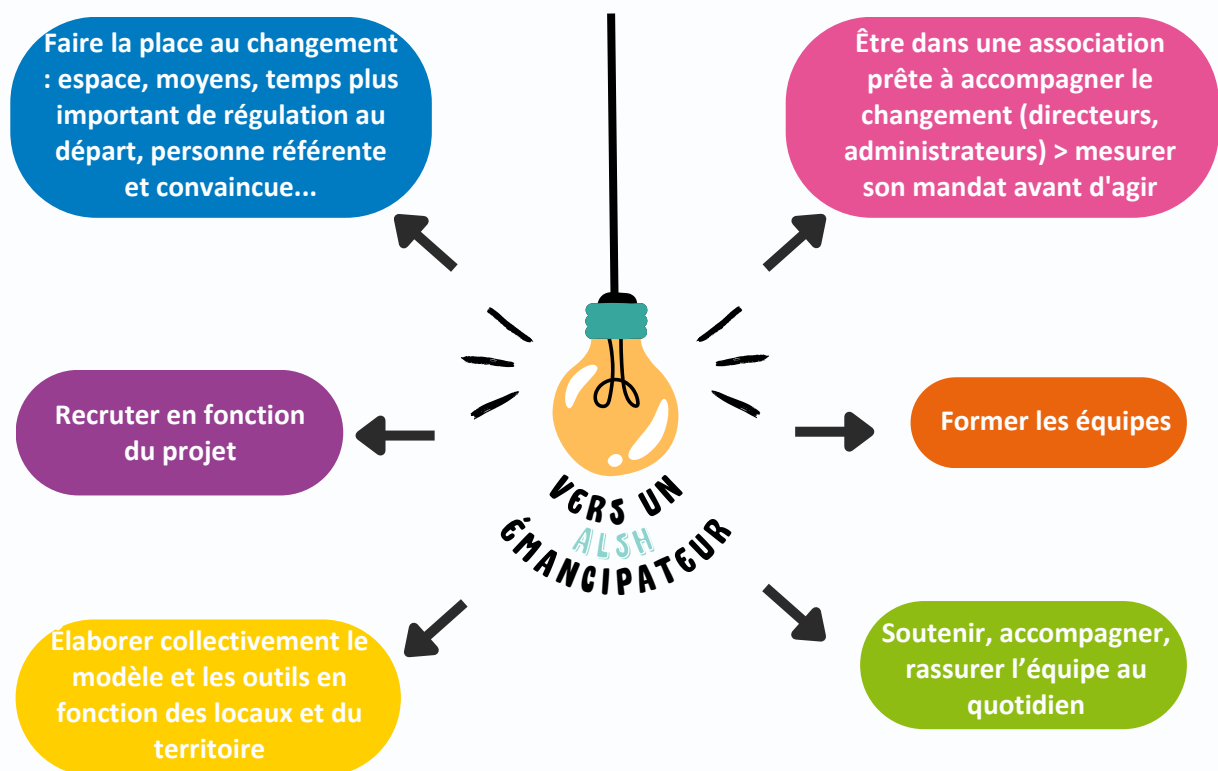 Faire la place au changement
: espace, moyens, temps plus
important de régulation au
départ, personne référente
et convaincue...
Être dans une association
prête à accompagner le
changement (directeurs,
administrateurs) > mesurer
son mandat avant d'agir
Recruter en fonction
du projet
Former les équipes
VERS UN
ALSH
ÉMANCIPATEUR
Élaborer collectivement le
modèle et les outils en
fonction des locaux et du
territoire
Soutenir, accompagner,
rassurer l’équipe au
quotidien